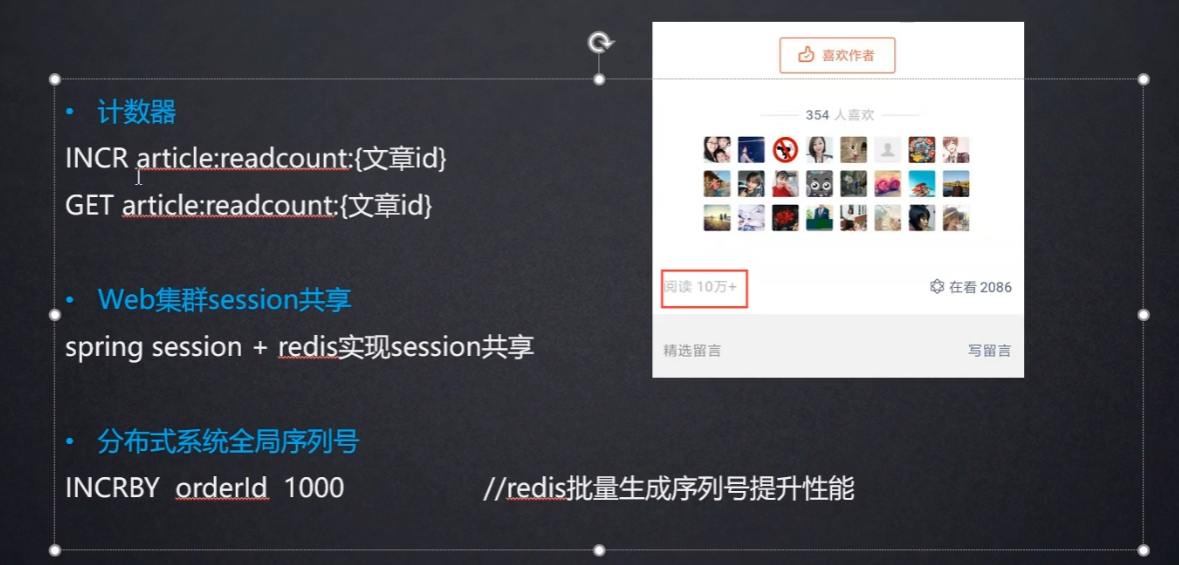 • 计数器
INCR article:readcount:{文章id}
GET article:readcount:{文章id}
• Web集群session共享
spring session + redis实现session共享
• 分布式系统全局序列号
INCRBY orderId 1000 //redis批量生成序列号提升性能
喜欢作者
354 人喜欢
阅读 10万+
在看 2086
精选留言
写留言